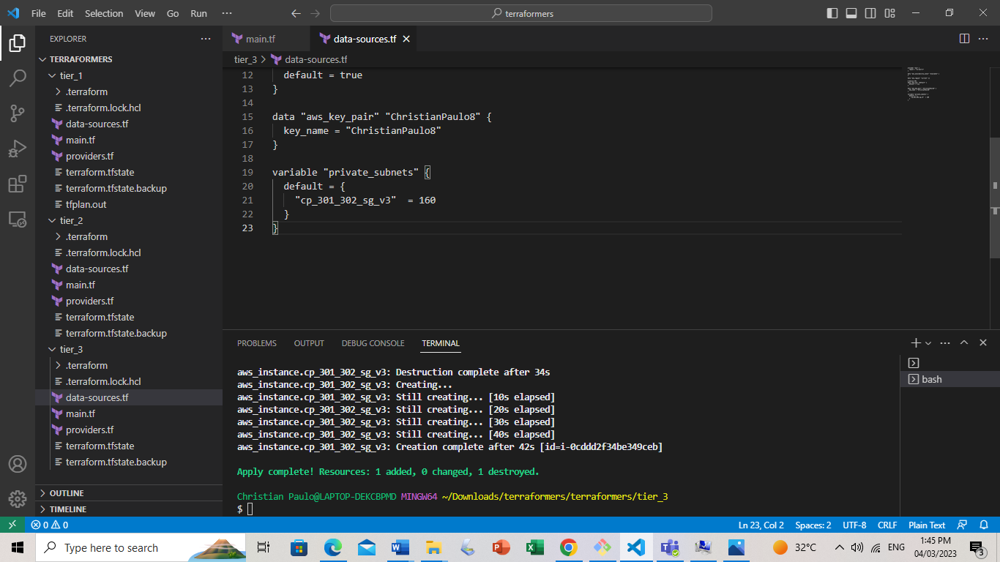 File Edit Selection View Go Run ··· terraformers
EXPLORER ···
TERRAFORMERS
tier_1
.terraform
.terraform.lock.hcl
data-sources.tf
main.tf
providers.tf
terraform.tfstate
terraform.tfstate.backup
tfplan.out
tier_2
.terraform
.terraform.lock.hcl
data-sources.tf
main.tf
providers.tf
terraform.tfstate
terraform.tfstate.backup
tier_3
.terraform
.terraform.lock.hcl
data-sources.tf
main.tf
providers.tf
terraform.tfstate
terraform.tfstate.backup
OUTLINE
TIMELINE
main.tf data-sources.tf
tier_3 > data-sources.tf
12 default = true
13 }
14
15 data "aws_key_pair" "ChristianPaulo8" {
16 key_name = "ChristianPaulo8"
17 }
18
19 variable "private_subnets" {
20 default = {
21 "cp_301_302_sg_v3" = 160
22 }
23 }
PROBLEMS OUTPUT DEBUG CONSOLE TERMINAL
aws_instance.cp_301_302_sg_v3: Destruction complete after 34s
aws_instance.cp_301_302_sg_v3: Creating...
aws_instance.cp_301_302_sg_v3: Still creating... [10s elapsed]
aws_instance.cp_301_302_sg_v3: Still creating... [20s elapsed]
aws_instance.cp_301_302_sg_v3: Still creating... [30s elapsed]
aws_instance.cp_301_302_sg_v3: Still creating... [40s elapsed]
aws_instance.cp_301_302_sg_v3: Creation complete after 42s [id=i-0cddd2f34be349ceb]
Apply complete! Resources: 1 added, 0 changed, 1 destroyed.
Christian Paulo@LAPTOP-DEKCBPMD MINGW64 ~/Downloads/terraformers/terraformers/tier_3
$
bash
0 0 Ln 23, Col 2 Spaces: 2 UTF-8 CRLF Plain Text
Type here to search 32°C ENG 1:45 PM
04/03/2023 3